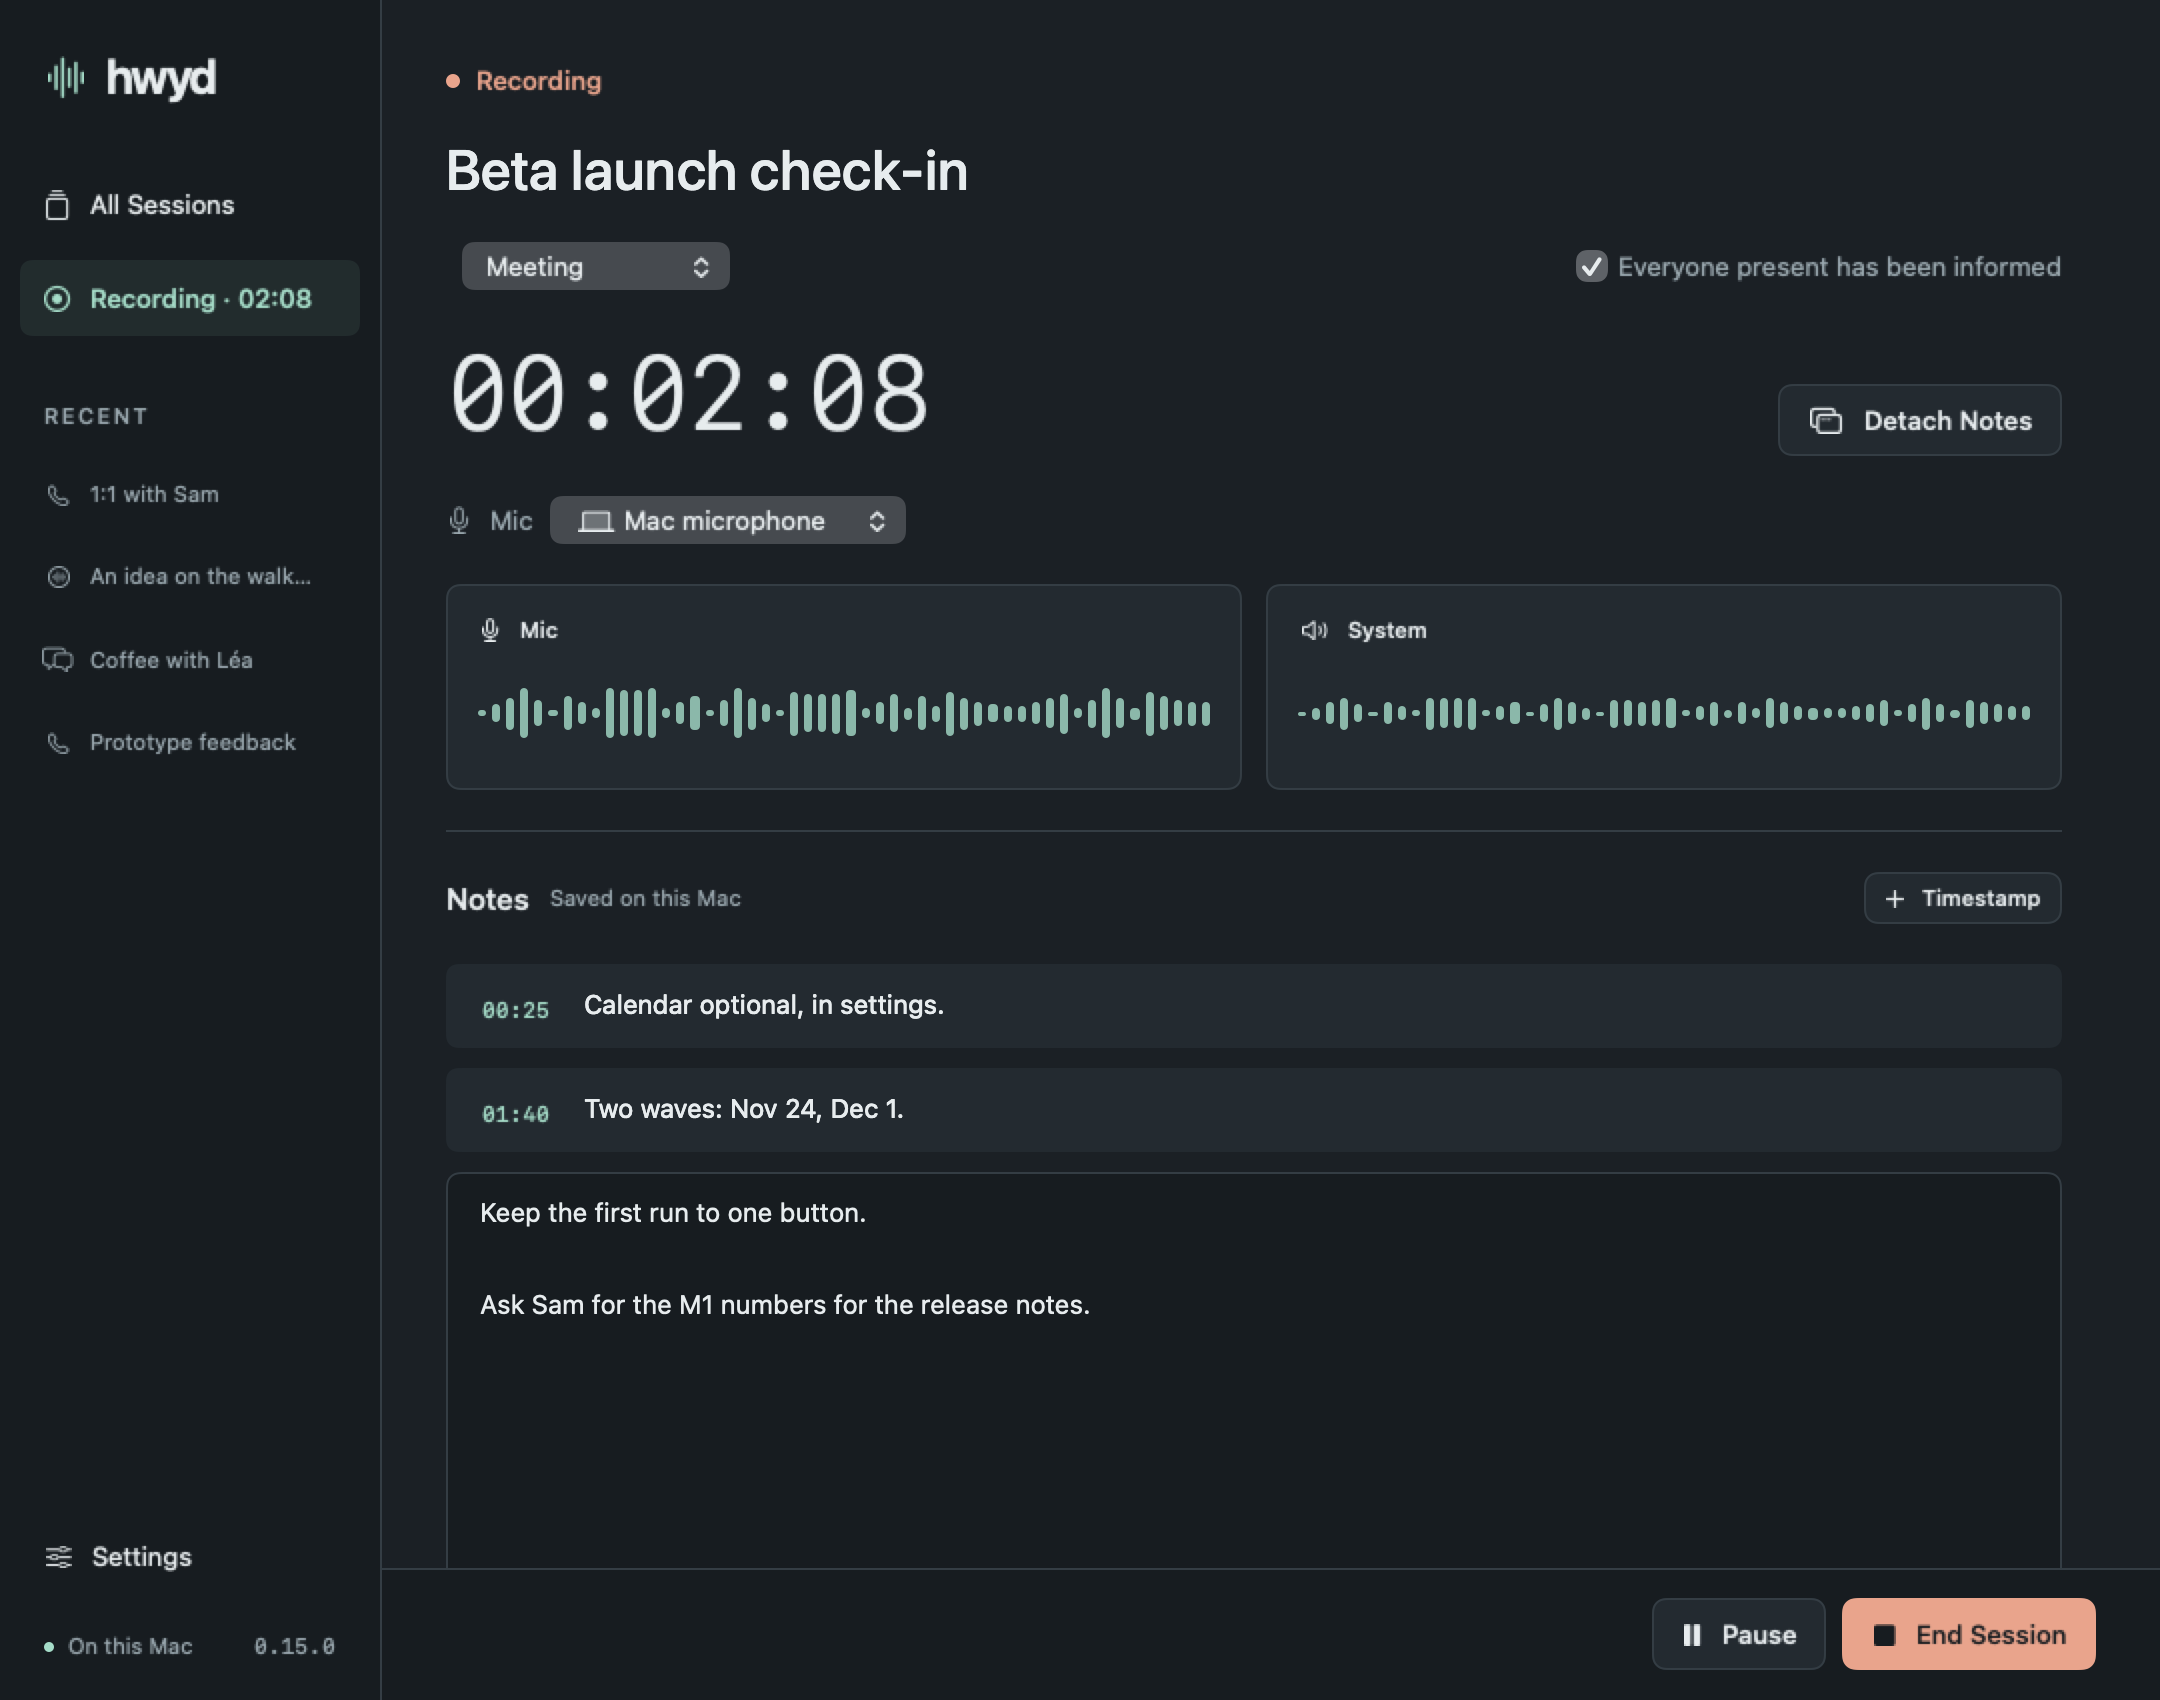 hwyd
All Sessions
Recording · 02:08
RECENT
1:1 with Sam
An idea on the walk...
Coffee with Léa
Prototype feedback
Settings
On this Mac 0.15.0
Recording
Beta launch check-in
Meeting
Everyone present has been informed
00:02:08
Detach Notes
Mic Mac microphone
Mic
System
Notes Saved on this Mac
Timestamp
00:25 Calendar optional, in settings.
01:40 Two waves: Nov 24, Dec 1.
Keep the first run to one button.
Ask Sam for the M1 numbers for the release notes.
Pause
End Session